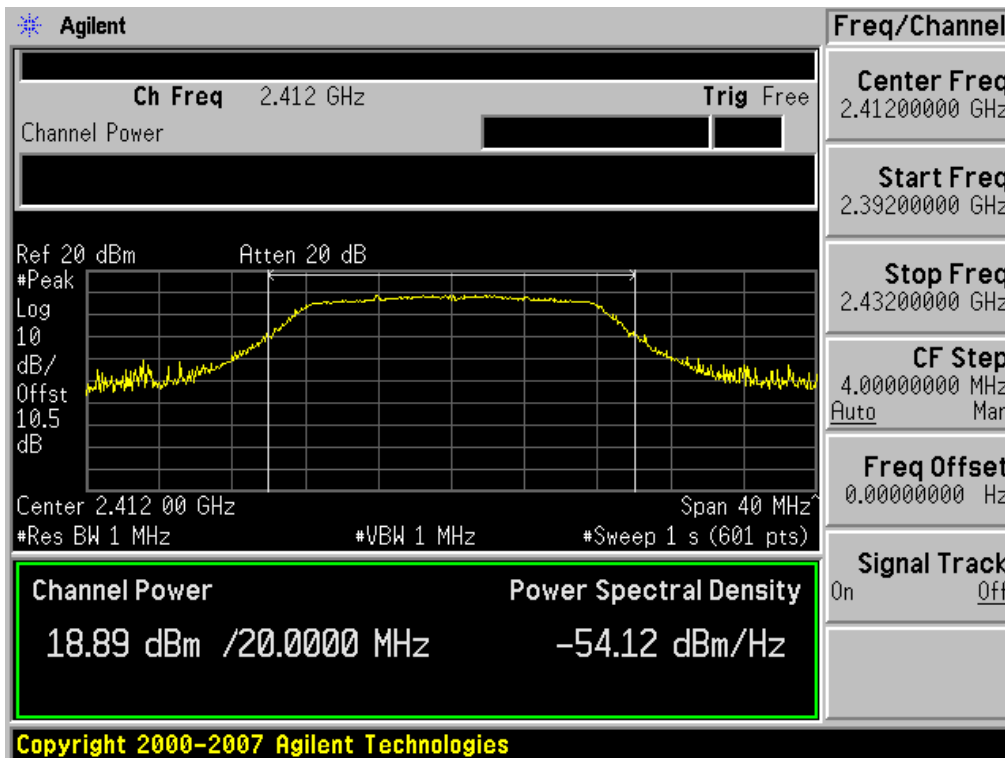 Agilent
Freq/Channel
Ch Freq 2.412 GHz Trig Free
Channel Power
Center Freq
2.41200000 GHz
Start Freq
2.39200000 GHz
Stop Freq
2.43200000 GHz
CF Step
4.00000000 MHz
Auto Man
Freq Offset
0.00000000 Hz
Signal Track
On Off
Ref 20 dBm Atten 20 dB
#Peak
Log
10
dB/
Offst
10.5
dB
Center 2.412 00 GHz Span 40 MHz^
#Res BW 1 MHz #VBW 1 MHz #Sweep 1 s (601 pts)
Channel Power Power Spectral Density
18.89 dBm /20.0000 MHz -54.12 dBm/Hz
Copyright 2000-2007 Agilent Technologies